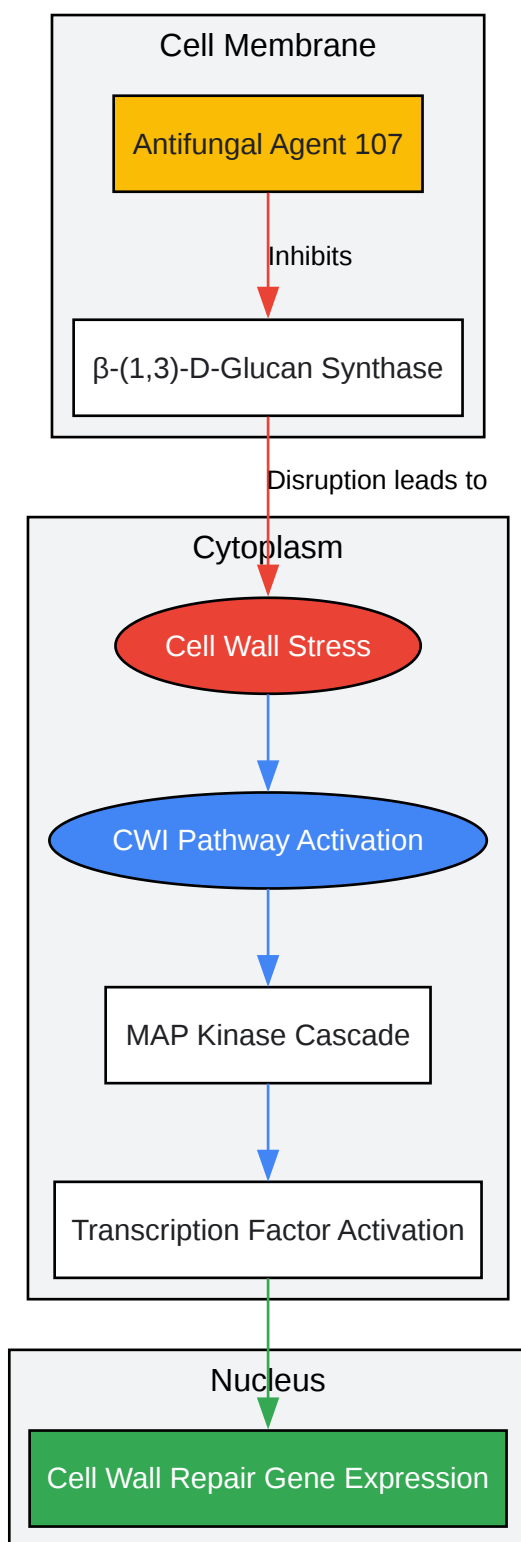 Cell Membrane
Antifungal Agent 107
Inhibits
β-(1,3)-D-Glucan Synthase
Disruption leads to
Cytoplasm
Cell Wall Stress
CWI Pathway Activation
MAP Kinase Cascade
Transcription Factor Activation
Nucleus
Cell Wall Repair Gene Expression